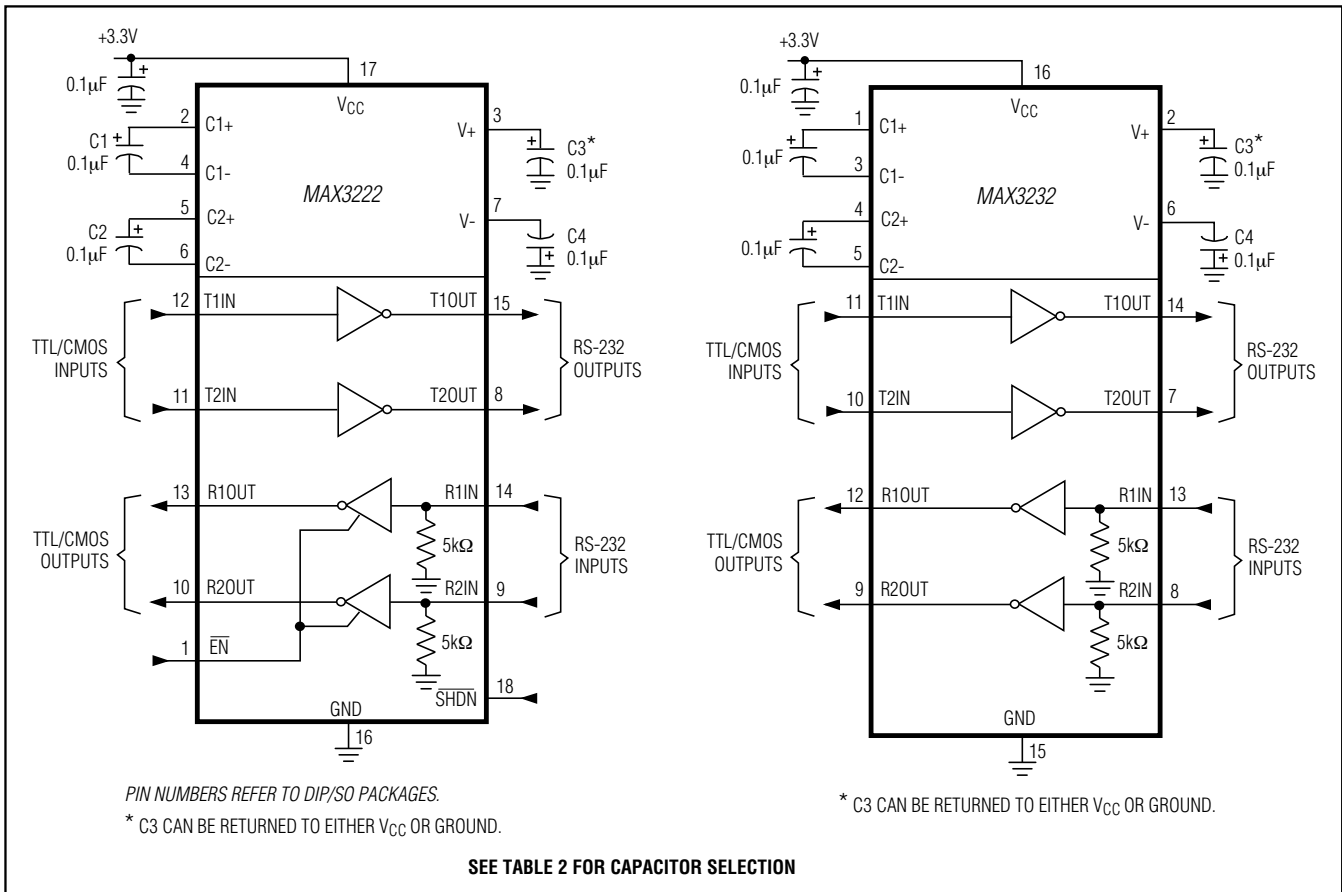 +3.3V
0.1µF
+
17
VCC
2
C1+
C1
+
0.1µF
4
C1-
5
C2+
C2
+
0.1µF
6
C2-
MAX3222
V+
3
+
C3*
0.1µF
V-
7
C4
+
0.1µF
12
T1IN
T1OUT
15
TTL/CMOS
INPUTS
RS-232
OUTPUTS
11
T2IN
T2OUT
8
13
R1OUT
R1IN
14
5kΩ
TTL/CMOS
OUTPUTS
RS-232
INPUTS
10
R2OUT
R2IN
9
5kΩ
1
E̅N̅
S̅H̅D̅N̅
18
GND
16
PIN NUMBERS REFER TO DIP/SO PACKAGES.
* C3 CAN BE RETURNED TO EITHER VCC OR GROUND.
+3.3V
0.1µF
+
16
VCC
1
C1+
+
0.1µF
3
C1-
4
C2+
+
0.1µF
5
C2-
MAX3232
V+
2
+
C3*
0.1µF
V-
6
C4
+
0.1µF
11
T1IN
T1OUT
14
TTL/CMOS
INPUTS
RS-232
OUTPUTS
10
T2IN
T2OUT
7
12
R1OUT
R1IN
13
5kΩ
TTL/CMOS
OUTPUTS
RS-232
INPUTS
9
R2OUT
R2IN
8
5kΩ
GND
15
* C3 CAN BE RETURNED TO EITHER VCC OR GROUND.
SEE TABLE 2 FOR CAPACITOR SELECTION